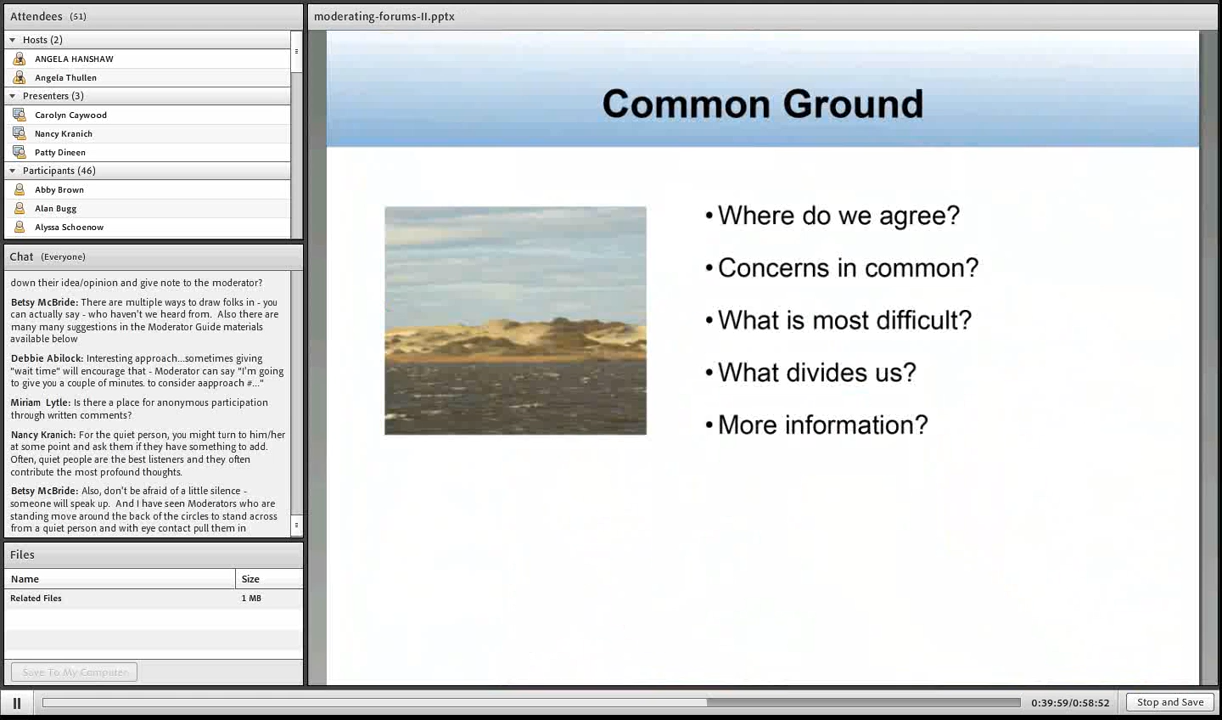 Attendees (51)
Hosts (2)
ANGELA HANSHAW
Angela Thullen
Presenters (3)
Carolyn Caywood
Nancy Kranich
Patty Dineen
Participants (46)
Abby Brown
Alan Bugg
Alyssa Schoenow
Chat (Everyone)
down their idea/opinion and give note to the moderator?
Betsy McBride: There are multiple ways to draw folks in - you
can actually say - who haven't we heard from. Also there are
many many suggestions in the Moderator Guide materials
available below
Debbie Abilock: Interesting approach...sometimes giving
"wait time" will encourage that - Moderator can say "I'm going
to give you a couple of minutes. to consider aapproach #..."
Miriam Lytle: Is there a place for anonymous participation
through written comments?
Nancy Kranich: For the quiet person, you might turn to him/her
at some point and ask them if they have something to add.
Often, quiet people are the best listeners and they often
contribute the most profound thoughts.
Betsy McBride: Also, don't be afraid of a little silence -
someone will speak up. And I have seen Moderators who are
standing move around the back of the circles to stand across
from a quiet person and with eye contact pull them in
Files
Name Size
Related Files 1 MB
Save To My Computer
moderating-forums-II.pptx
Common Ground
• Where do we agree?
• Concerns in common?
• What is most difficult?
• What divides us?
• More information?
0:39:59/0:58:52
Stop and Save